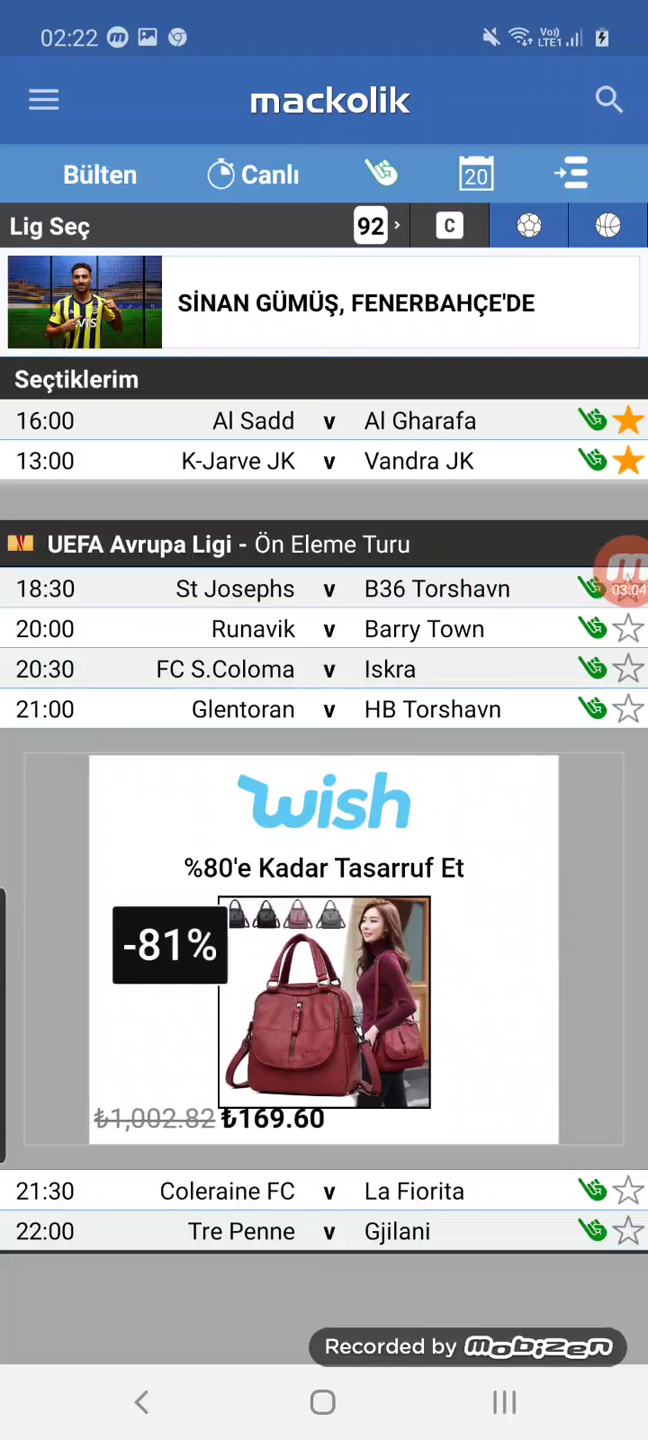 02:22 Vo)) LTE1
mackolik
Bülten Canlı 20
Lig Seç 92 › C
SİNAN GÜMÜŞ, FENERBAHÇE'DE
Seçtiklerim
16:00 Al Sadd v Al Gharafa
13:00 K-Jarve JK v Vandra JK
UEFA Avrupa Ligi - Ön Eleme Turu
18:30 St Josephs v B36 Torshavn
03:04
20:00 Runavik v Barry Town
20:30 FC S.Coloma v Iskra
21:00 Glentoran v HB Torshavn
wish
%80'e Kadar Tasarruf Et
-81%
₺1,002.82 ₺169.60
21:30 Coleraine FC v La Fiorita
22:00 Tre Penne v Gjilani
Recorded by mobizen